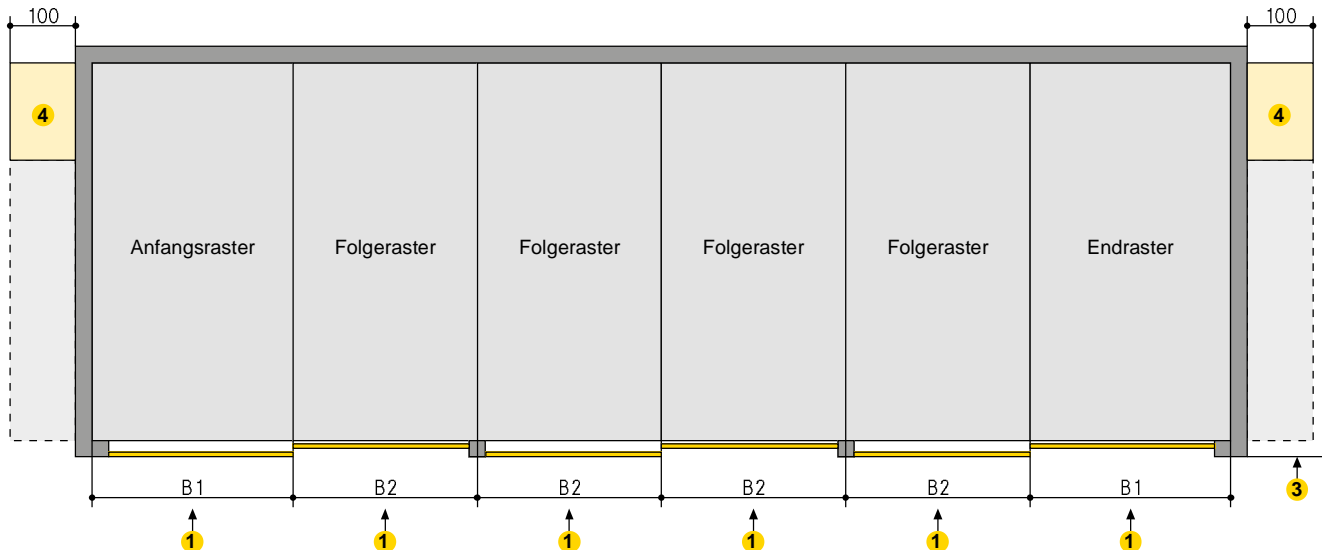 100 100
4 4
Anfangsraster Folgeraster Folgeraster Folgeraster Folgeraster Endraster
B1 B2 B2 B2 B2 B1
3
1 1 1 1 1 1